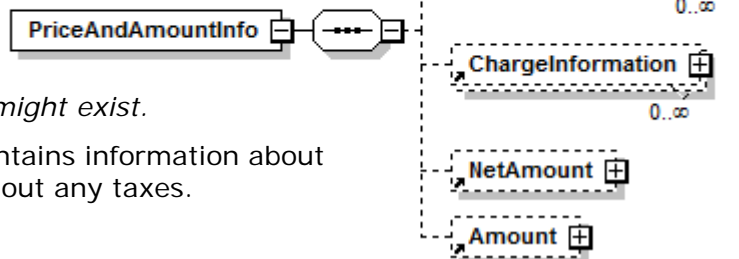 0..∞
PriceAndAmountInfo
ChargeInformation
0..∞
might exist.
ntains information about
out any taxes.
NetAmount
Amount